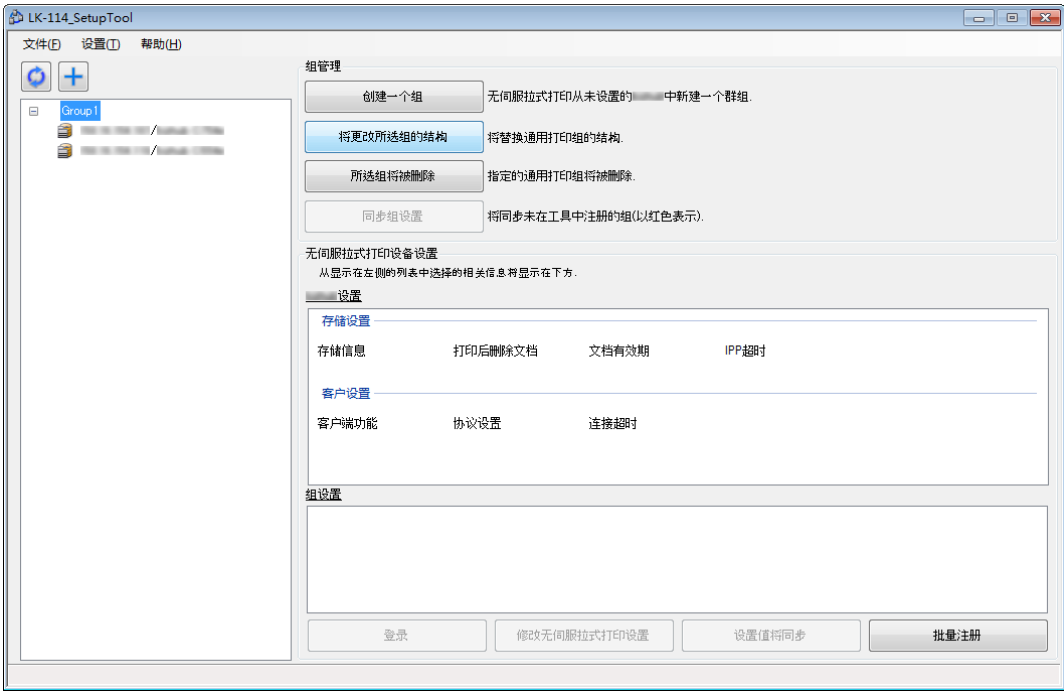 LK-114_SetupTool
文件(F) 设置(T) 帮助(H)
Group1
/
/
组管理
创建一个组 无伺服拉式打印从未设置的 中新建一个群组.
将更改所选组的结构 将替换通用打印组的结构.
所选组将被删除 指定的通用打印组将被删除.
同步组设置 将同步未在工具中注册的组(以红色表示).
无伺服拉式打印设备设置
从显示在左侧的列表中选择的相关信息将显示在下方.
设置
存储设置
存储信息 打印后删除文档 文档有效期 IPP超时
客户设置
客户端功能 协议设置 连接超时
组设置
登录 修改无伺服拉式打印设置 设置值将同步 批量注册